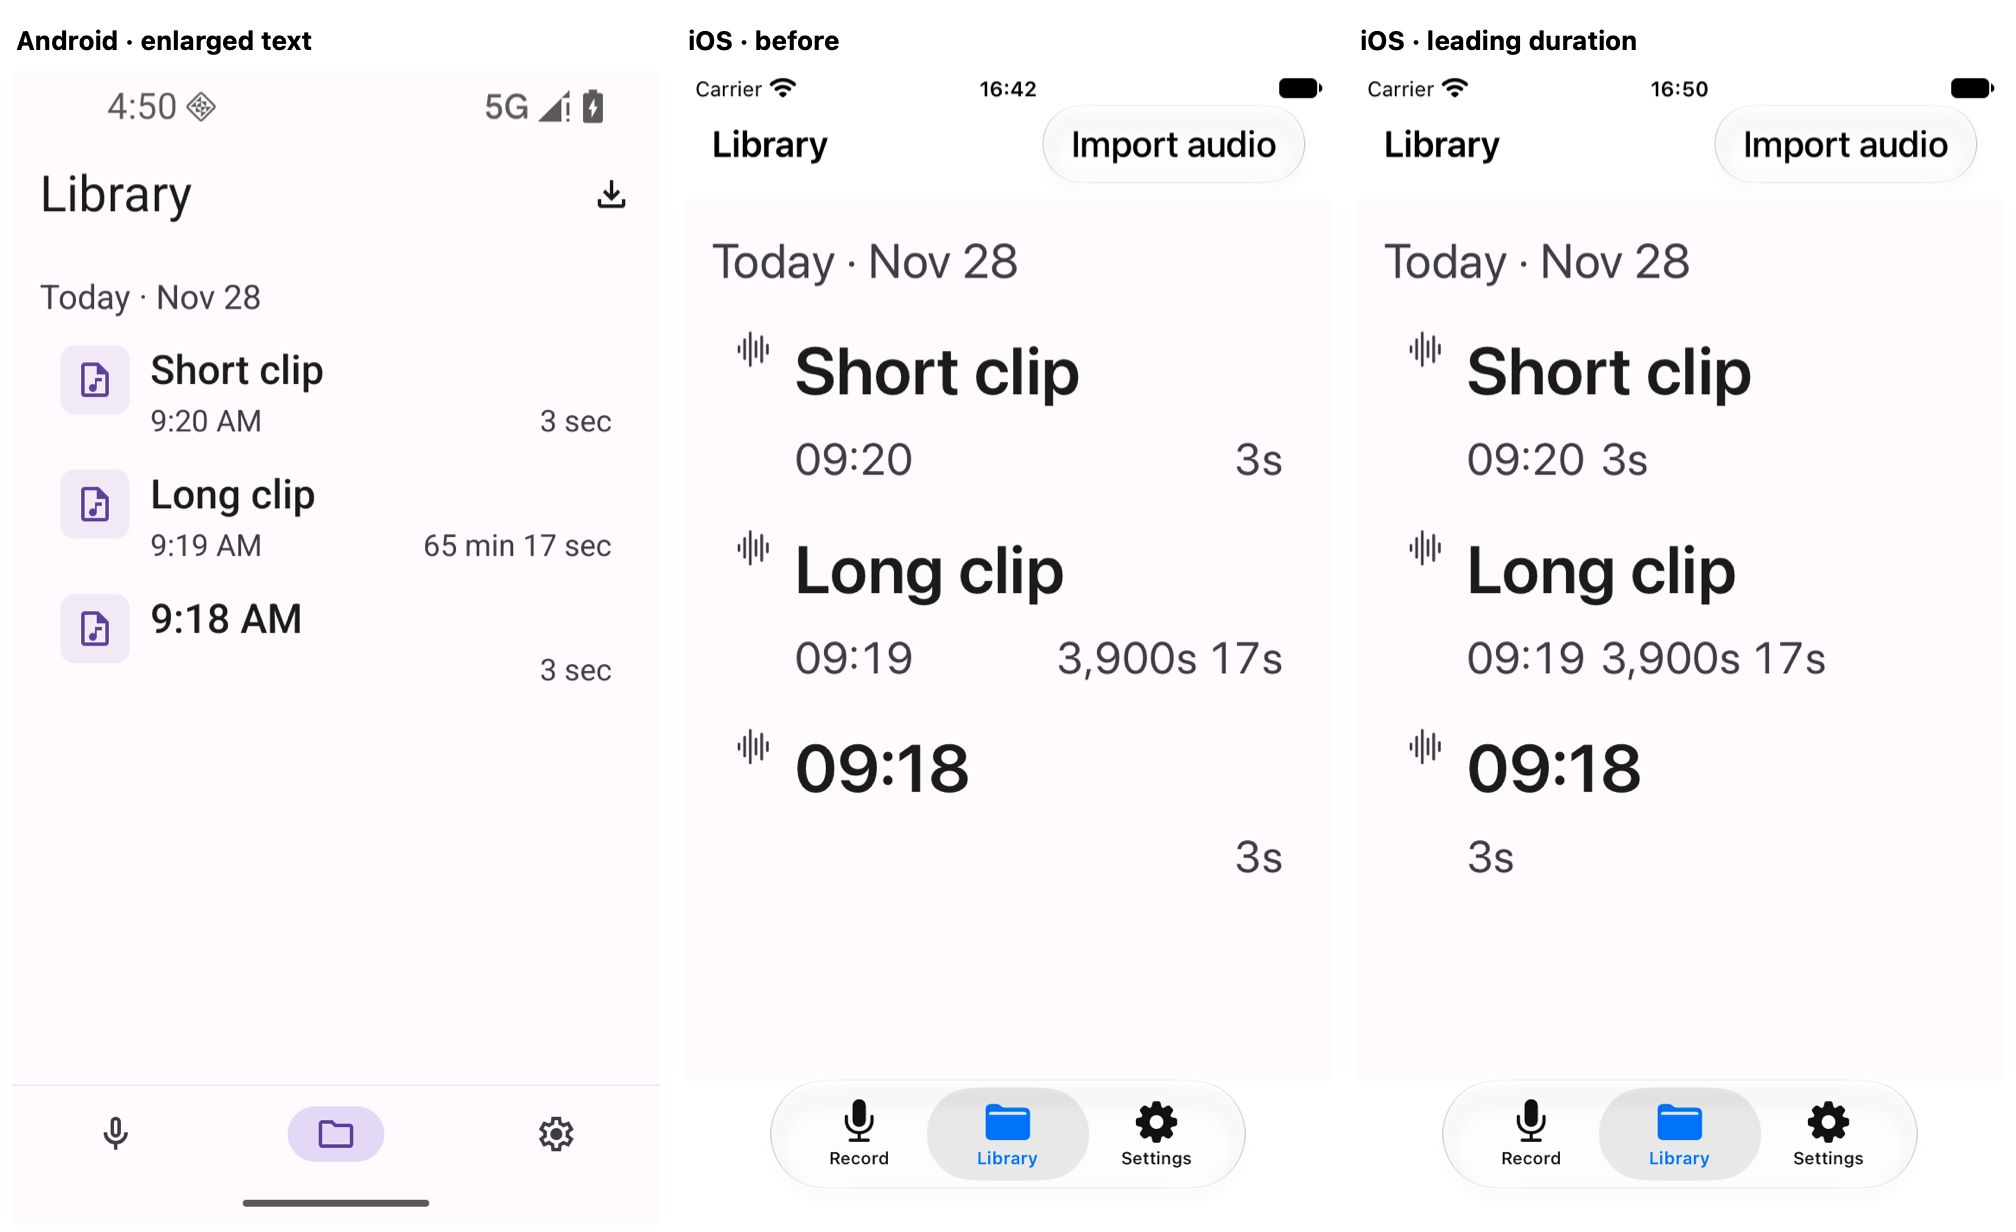 Android · enlarged text
4:50 5G
Library
Today · Nov 28
Short clip
9:20 AM 3 sec
Long clip
9:19 AM 65 min 17 sec
9:18 AM
3 sec
iOS · before
Carrier 16:42
Library Import audio
Today · Nov 28
Short clip
09:20 3s
Long clip
09:19 3,900s 17s
09:18
3s
Record Library Settings
iOS · leading duration
Carrier 16:50
Library Import audio
Today · Nov 28
Short clip
09:20 3s
Long clip
09:19 3,900s 17s
09:18
3s
Record Library Settings